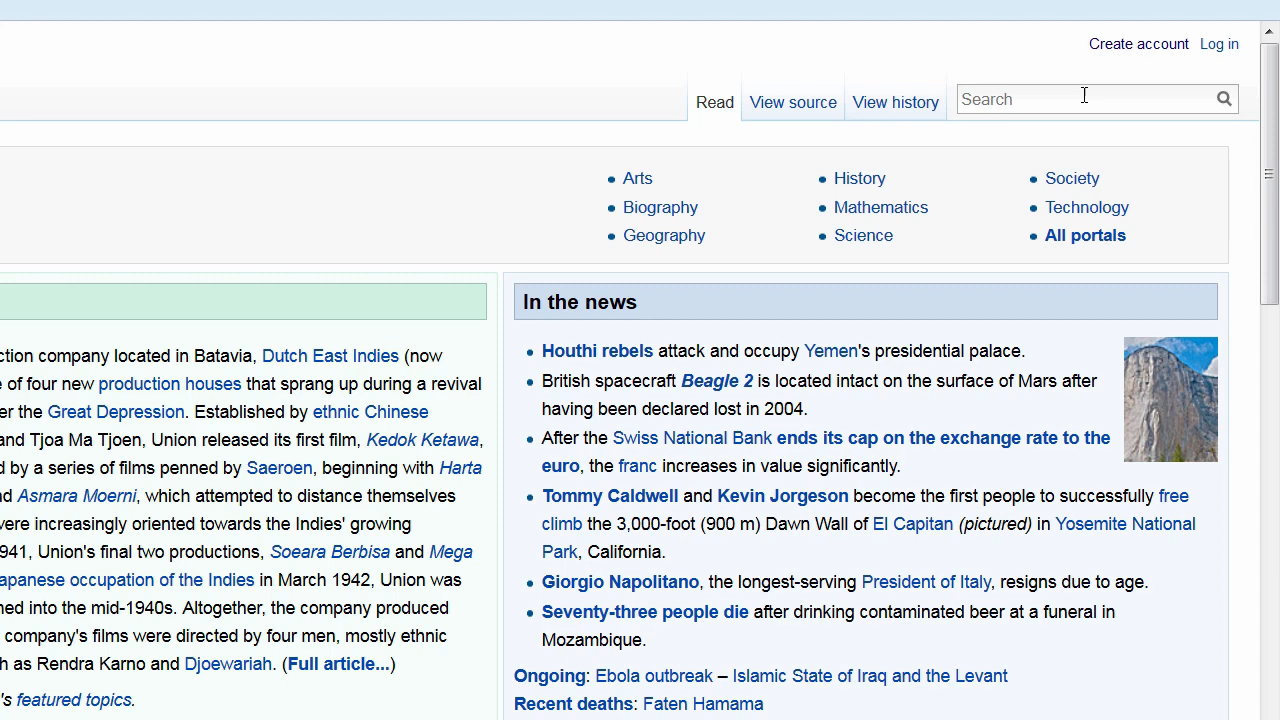 Create account Log in
Read View source View history Search
Arts History Society
Biography Mathematics Technology
Geography Science All portals
ction company located in Batavia, Dutch East Indies (now
of four new production houses that sprang up during a revival
er the Great Depression. Established by ethnic Chinese
and Tjoa Ma Tjoen, Union released its first film, Kedok Ketawa,
d by a series of films penned by Saeroen, beginning with Harta
nd Asmara Moerni, which attempted to distance themselves
vere increasingly oriented towards the Indies' growing
941, Union's final two productions, Soeara Berbisa and Mega
apanese occupation of the Indies in March 1942, Union was
ned into the mid-1940s. Altogether, the company produced
company's films were directed by four men, mostly ethnic
h as Rendra Karno and Djoewariah. (Full article...)
's featured topics.
In the news
Houthi rebels attack and occupy Yemen's presidential palace.
British spacecraft Beagle 2 is located intact on the surface of Mars after
having been declared lost in 2004.
After the Swiss National Bank ends its cap on the exchange rate to the
euro, the franc increases in value significantly.
Tommy Caldwell and Kevin Jorgeson become the first people to successfully free
climb the 3,000-foot (900 m) Dawn Wall of El Capitan (pictured) in Yosemite National
Park, California.
Giorgio Napolitano, the longest-serving President of Italy, resigns due to age.
Seventy-three people die after drinking contaminated beer at a funeral in
Mozambique.
Ongoing: Ebola outbreak – Islamic State of Iraq and the Levant
Recent deaths: Faten Hamama